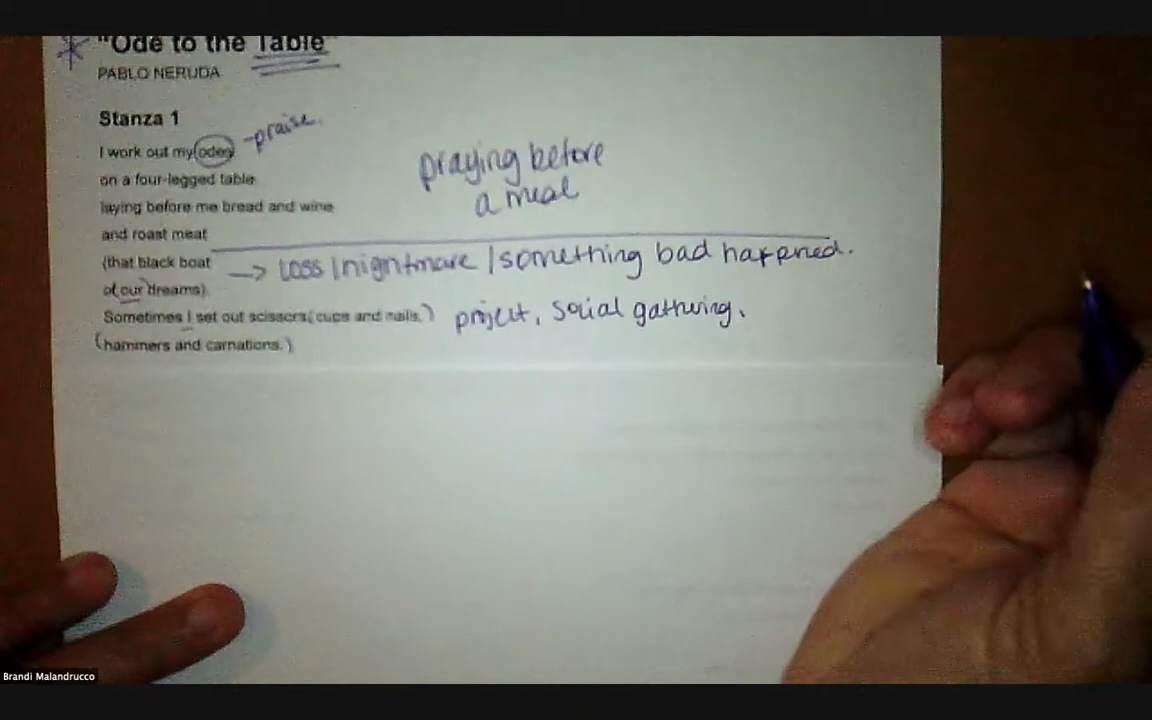 "Ode to the Table"
PABLO NERUDA
Stanza 1
-praise.
I work out my odes
on a four-legged table
laying before me bread and wine
and roast meat
praying before
a meal
(that black boat
of our dreams).
→ Loss/nightmare/something bad happened.
Sometimes I set out scissors(cups and nails.) project, social gathering.
(hammers and carnations.)
Brandi Malandrucco